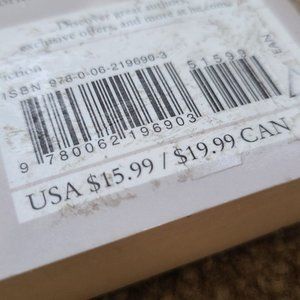 Discover great authors,
exclusive offers, and more at hc.com
ction
ISBN 978-0-06-219690-3
51599
9 780062 196903
USA $15.99 / $19.99 CAN